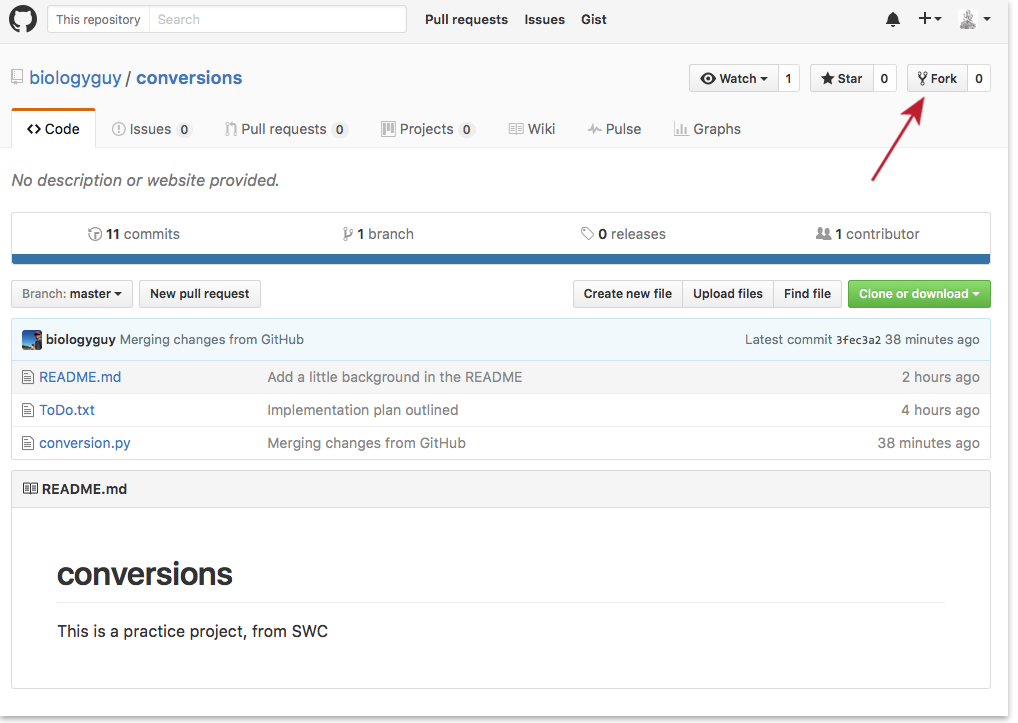 This repository Search Pull requests Issues Gist
biologyguy / conversions Watch 1 Star 0 Fork 0
Code Issues 0 Pull requests 0 Projects 0 Wiki Pulse Graphs
No description or website provided.
11 commits 1 branch 0 releases 1 contributor
Branch: master New pull request Create new file Upload files Find file Clone or download
biologyguy Merging changes from GitHub Latest commit 3fec3a2 38 minutes ago
README.md Add a little background in the README 2 hours ago
ToDo.txt Implementation plan outlined 4 hours ago
conversion.py Merging changes from GitHub 38 minutes ago
README.md
conversions
This is a practice project, from SWC